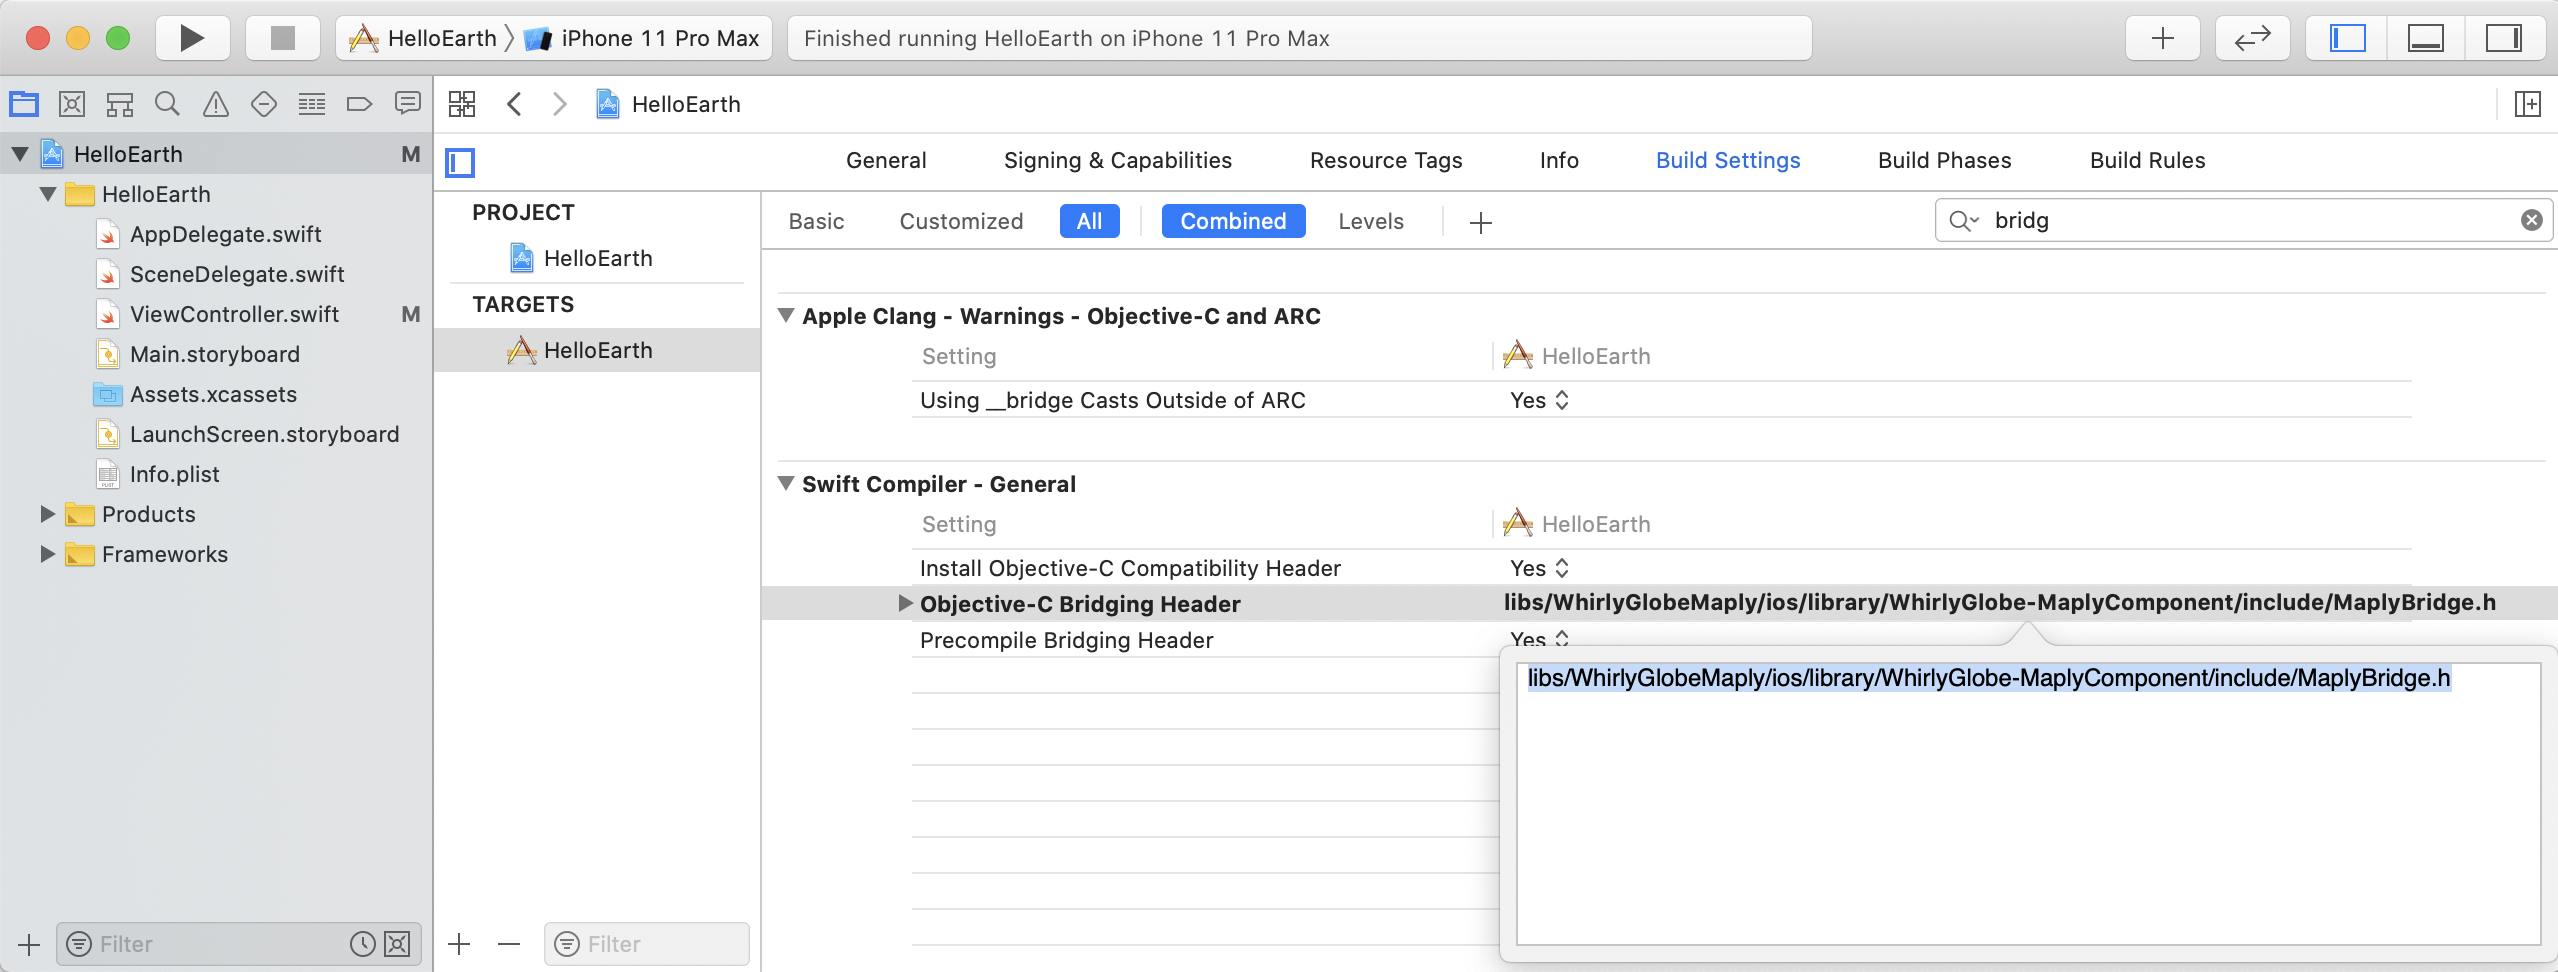 HelloEarth
iPhone 11 Pro Max
Finished running HelloEarth on iPhone 11 Pro Max
HelloEarth M
HelloEarth
AppDelegate.swift
SceneDelegate.swift
ViewController.swift M
Main.storyboard
Assets.xcassets
LaunchScreen.storyboard
Info.plist
Products
Frameworks
Filter
HelloEarth
General Signing & Capabilities Resource Tags Info Build Settings Build Phases Build Rules
PROJECT
HelloEarth
TARGETS
HelloEarth
Filter
Basic Customized All Combined Levels
bridg
Apple Clang - Warnings - Objective-C and ARC
Setting HelloEarth
Using __bridge Casts Outside of ARC Yes
Swift Compiler - General
Setting HelloEarth
Install Objective-C Compatibility Header Yes
Objective-C Bridging Header libs/WhirlyGlobeMaply/ios/library/WhirlyGlobe-MaplyComponent/include/MaplyBridge.h
Precompile Bridging Header Yes
libs/WhirlyGlobeMaply/ios/library/WhirlyGlobe-MaplyComponent/include/MaplyBridge.h